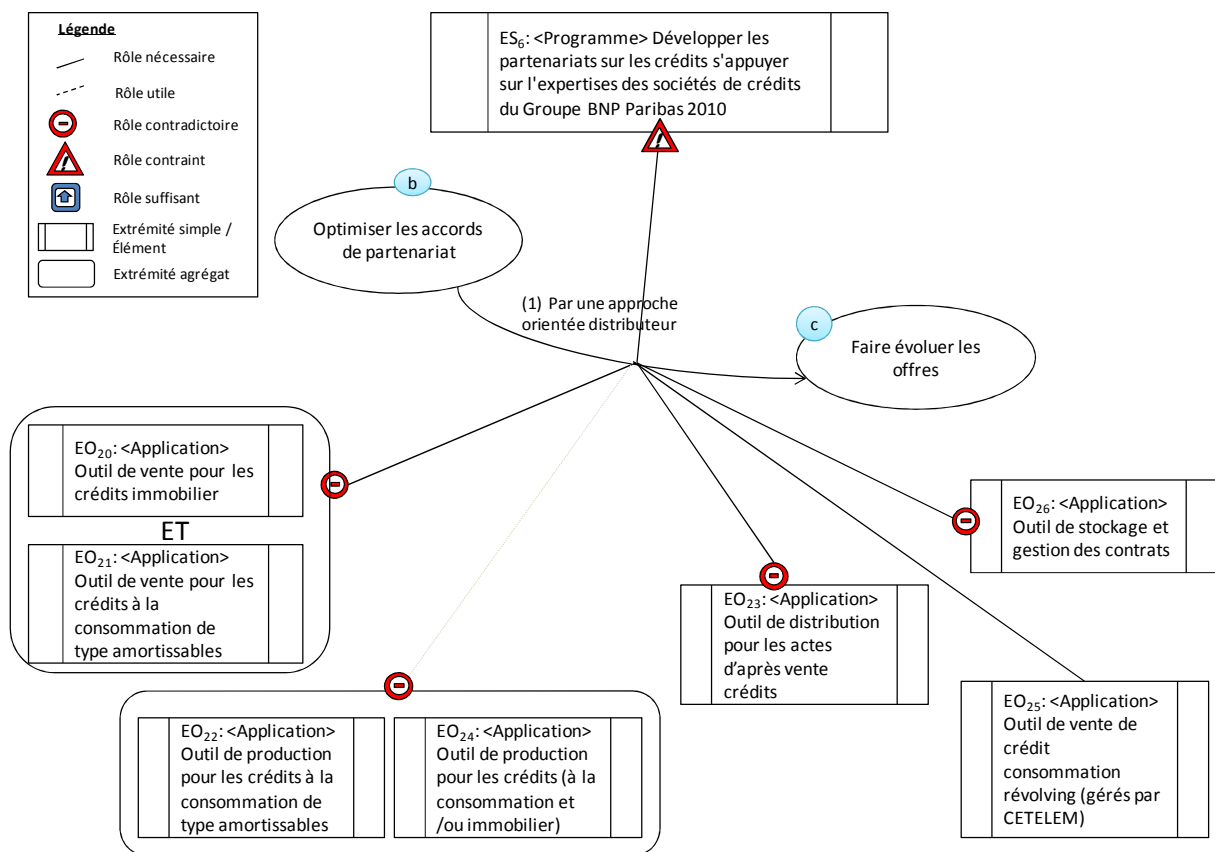 Légende
Rôle nécessaire
Rôle utile
Rôle contradictoire
Rôle contraint
Rôle suffisant
Extrémité simple /
Élément
Extrémité agrégat
ES6: <Programme> Développer les
partenariats sur les crédits s'appuyer
sur l'expertises des sociétés de crédits
du Groupe BNP Paribas 2010
b
Optimiser les accords
de partenariat
(1) Par une approche
orientée distributeur
c
Faire évoluer les
offres
EO20: <Application>
Outil de vente pour les
crédits immobilier
ET
EO21: <Application>
Outil de vente pour les
crédits à la
consommation de
type amortissables
EO26: <Application>
Outil de stockage et
gestion des contrats
EO23: <Application>
Outil de distribution
pour les actes
d’après vente
crédits
EO25: <Application>
Outil de vente de
crédit
consommation
révolving (gérés par
CETELEM)
EO22: <Application>
Outil de production
pour les crédits à la
consommation de
type amortissables
EO24: <Application>
Outil de production
pour les crédits (à la
consommation et
/ou immobilier)